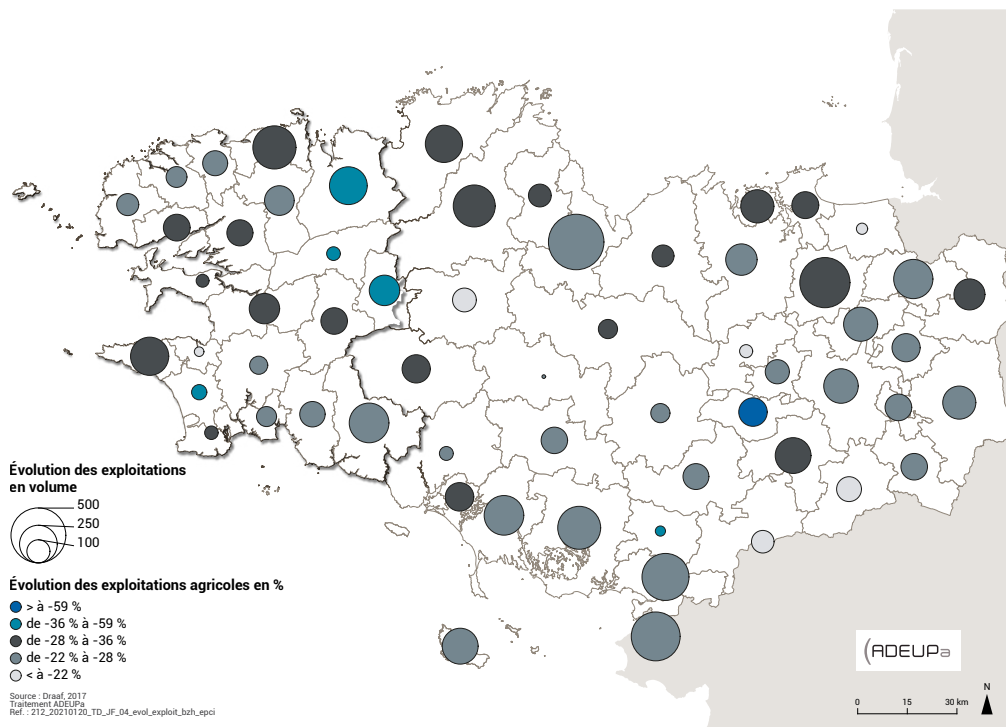 Évolution des exploitations
en volume
500
250
100
Évolution des exploitations agricoles en %
> à -59 %
de -36 % à -59 %
de -28 % à -36 %
de -22 % à -28 %
< à -22 %
Source : Draaf, 2017
Traitement ADEUPa
Ref. : 212_20210120_TD_JF_04_evol_exploit_bzh_epci
(ADEUPa
N
0 15 30 km